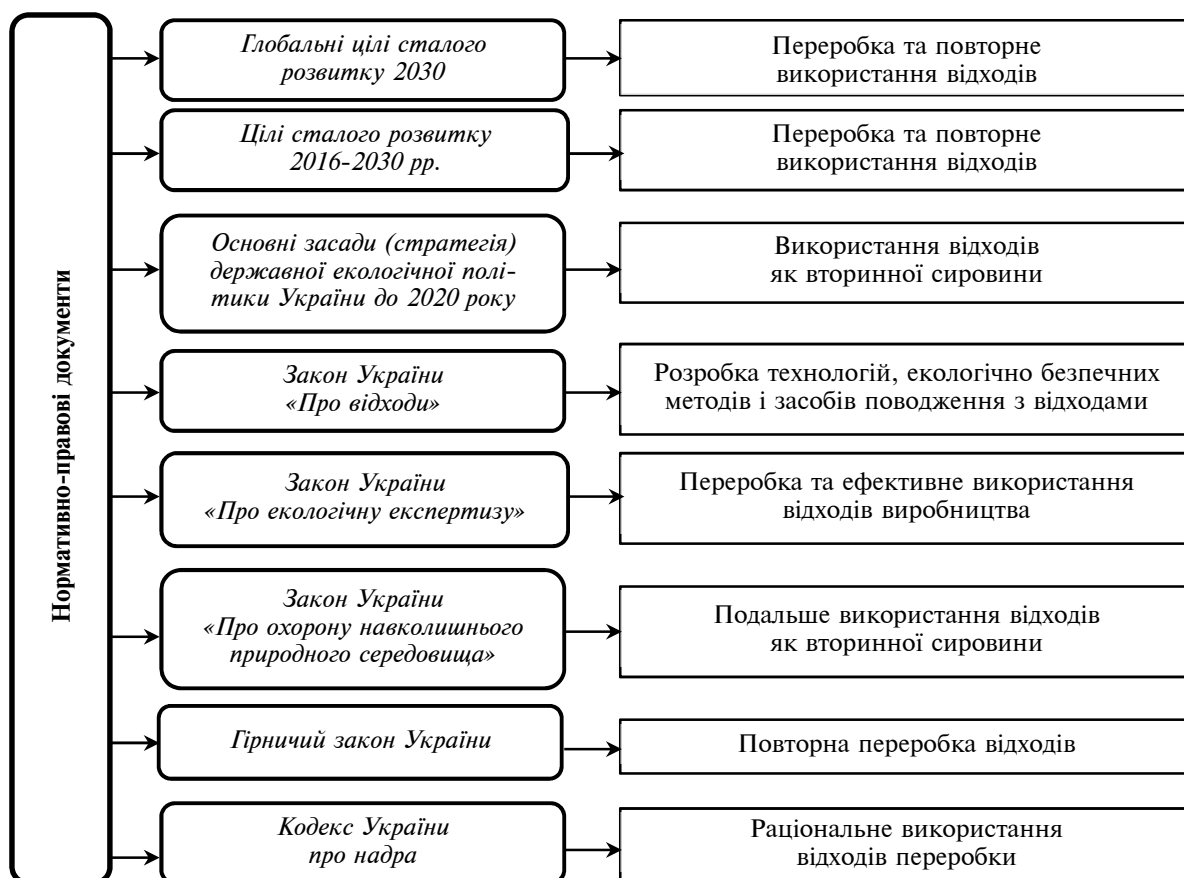 Нормативно-правові документи
Глобальні цілі сталого
розвитку 2030
Переробка та повторне
використання відходів
Цілі сталого розвитку
2016-2030 рр.
Переробка та повторне
використання відходів
Основні засади (стратегія)
державної екологічної полі-
тики України до 2020 року
Використання відходів
як вторинної сировини
Закон України
«Про відходи»
Розробка технологій, екологічно безпечних
методів і засобів поводження з відходами
Закон України
«Про екологічну експертизу»
Переробка та ефективне використання
відходів виробництва
Закон України
«Про охорону навколишнього
природного середовища»
Подальше використання відходів
як вторинної сировини
Гірничий закон України
Повторна переробка відходів
Кодекс України
про надра
Раціональне використання
відходів переробки